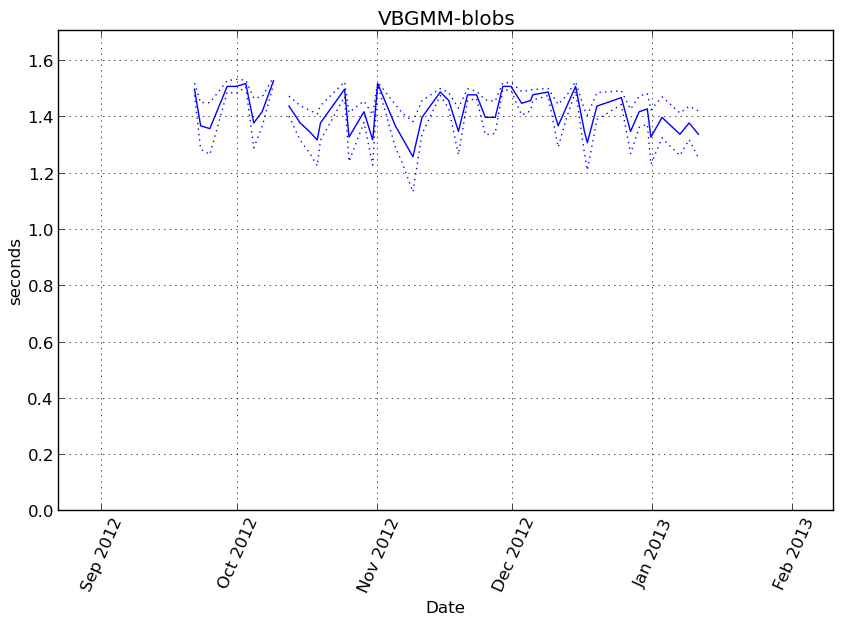 VBGMM-blobs
1.6
1.4
1.2
1.0
0.8
0.6
0.4
0.2
0.0
seconds
Sep 2012
Oct 2012
Nov 2012
Dec 2012
Jan 2013
Feb 2013
Date